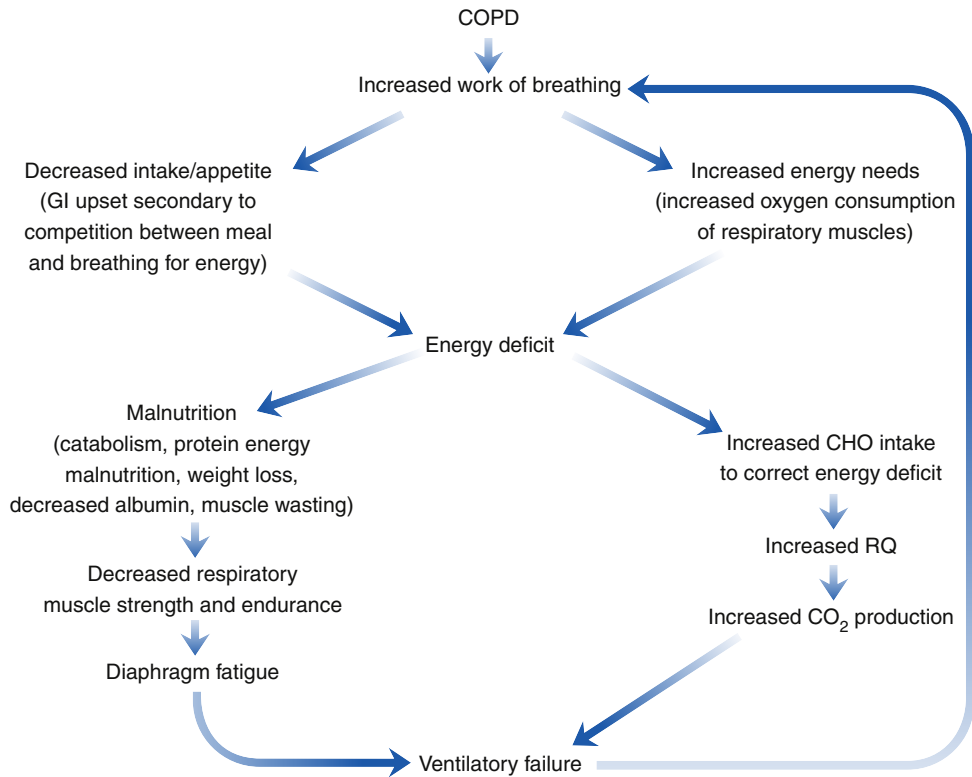 COPD
Increased work of breathing
Decreased intake/appetite
(GI upset secondary to
competition between meal
and breathing for energy)
Increased energy needs
(increased oxygen consumption
of respiratory muscles)
Energy deficit
Malnutrition
(catabolism, protein energy
malnutrition, weight loss,
decreased albumin, muscle wasting)
Increased CHO intake
to correct energy deficit
Decreased respiratory
muscle strength and endurance
Increased RQ
Increased CO₂ production
Diaphragm fatigue
Ventilatory failure